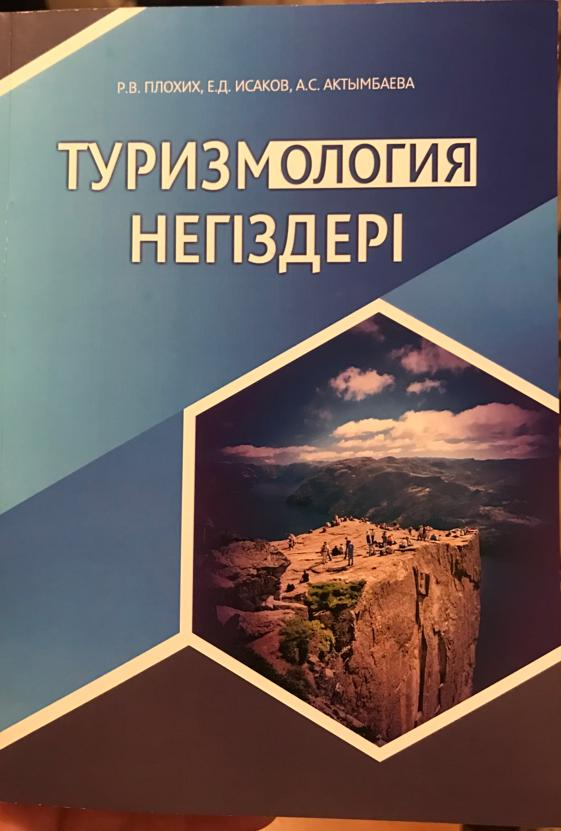 Р.В. ПЛОХИХ, Е.Д. ИСАКОВ, А.С. АКТЫМБАЕВА
ТУРИЗМОЛОГИЯ
НЕГІЗДЕРІ